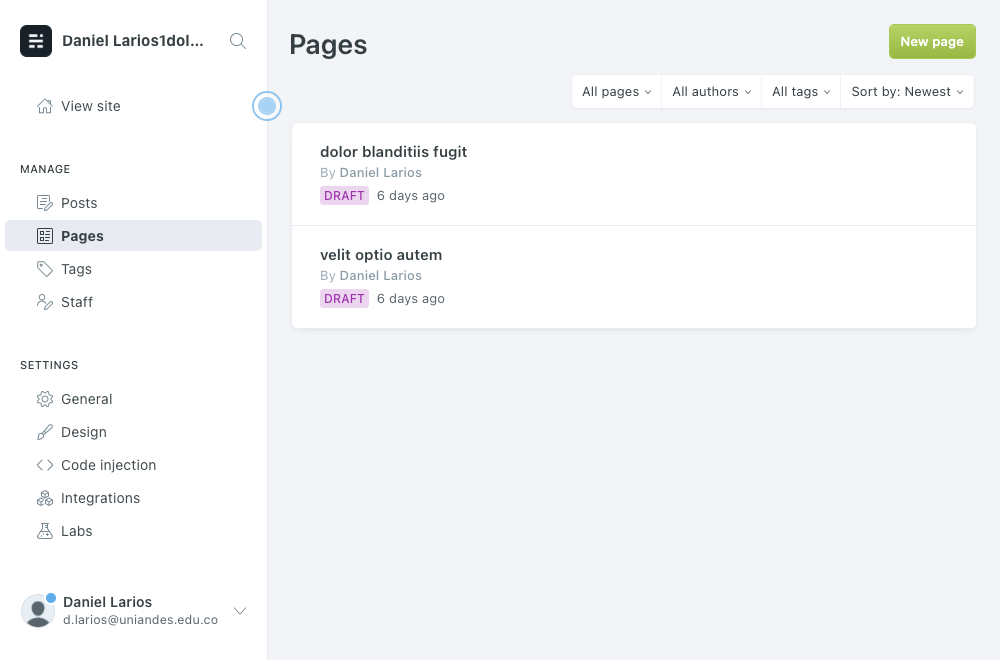 Daniel Larios1dol...
View site
MANAGE
Posts
Pages
Tags
Staff
SETTINGS
General
Design
Code injection
Integrations
Labs
Daniel Larios
d.larios@uniandes.edu.co
Pages
New page
All pages
All authors
All tags
Sort by: Newest
dolor blanditiis fugit
By Daniel Larios
DRAFT 6 days ago
velit optio autem
By Daniel Larios
DRAFT 6 days ago